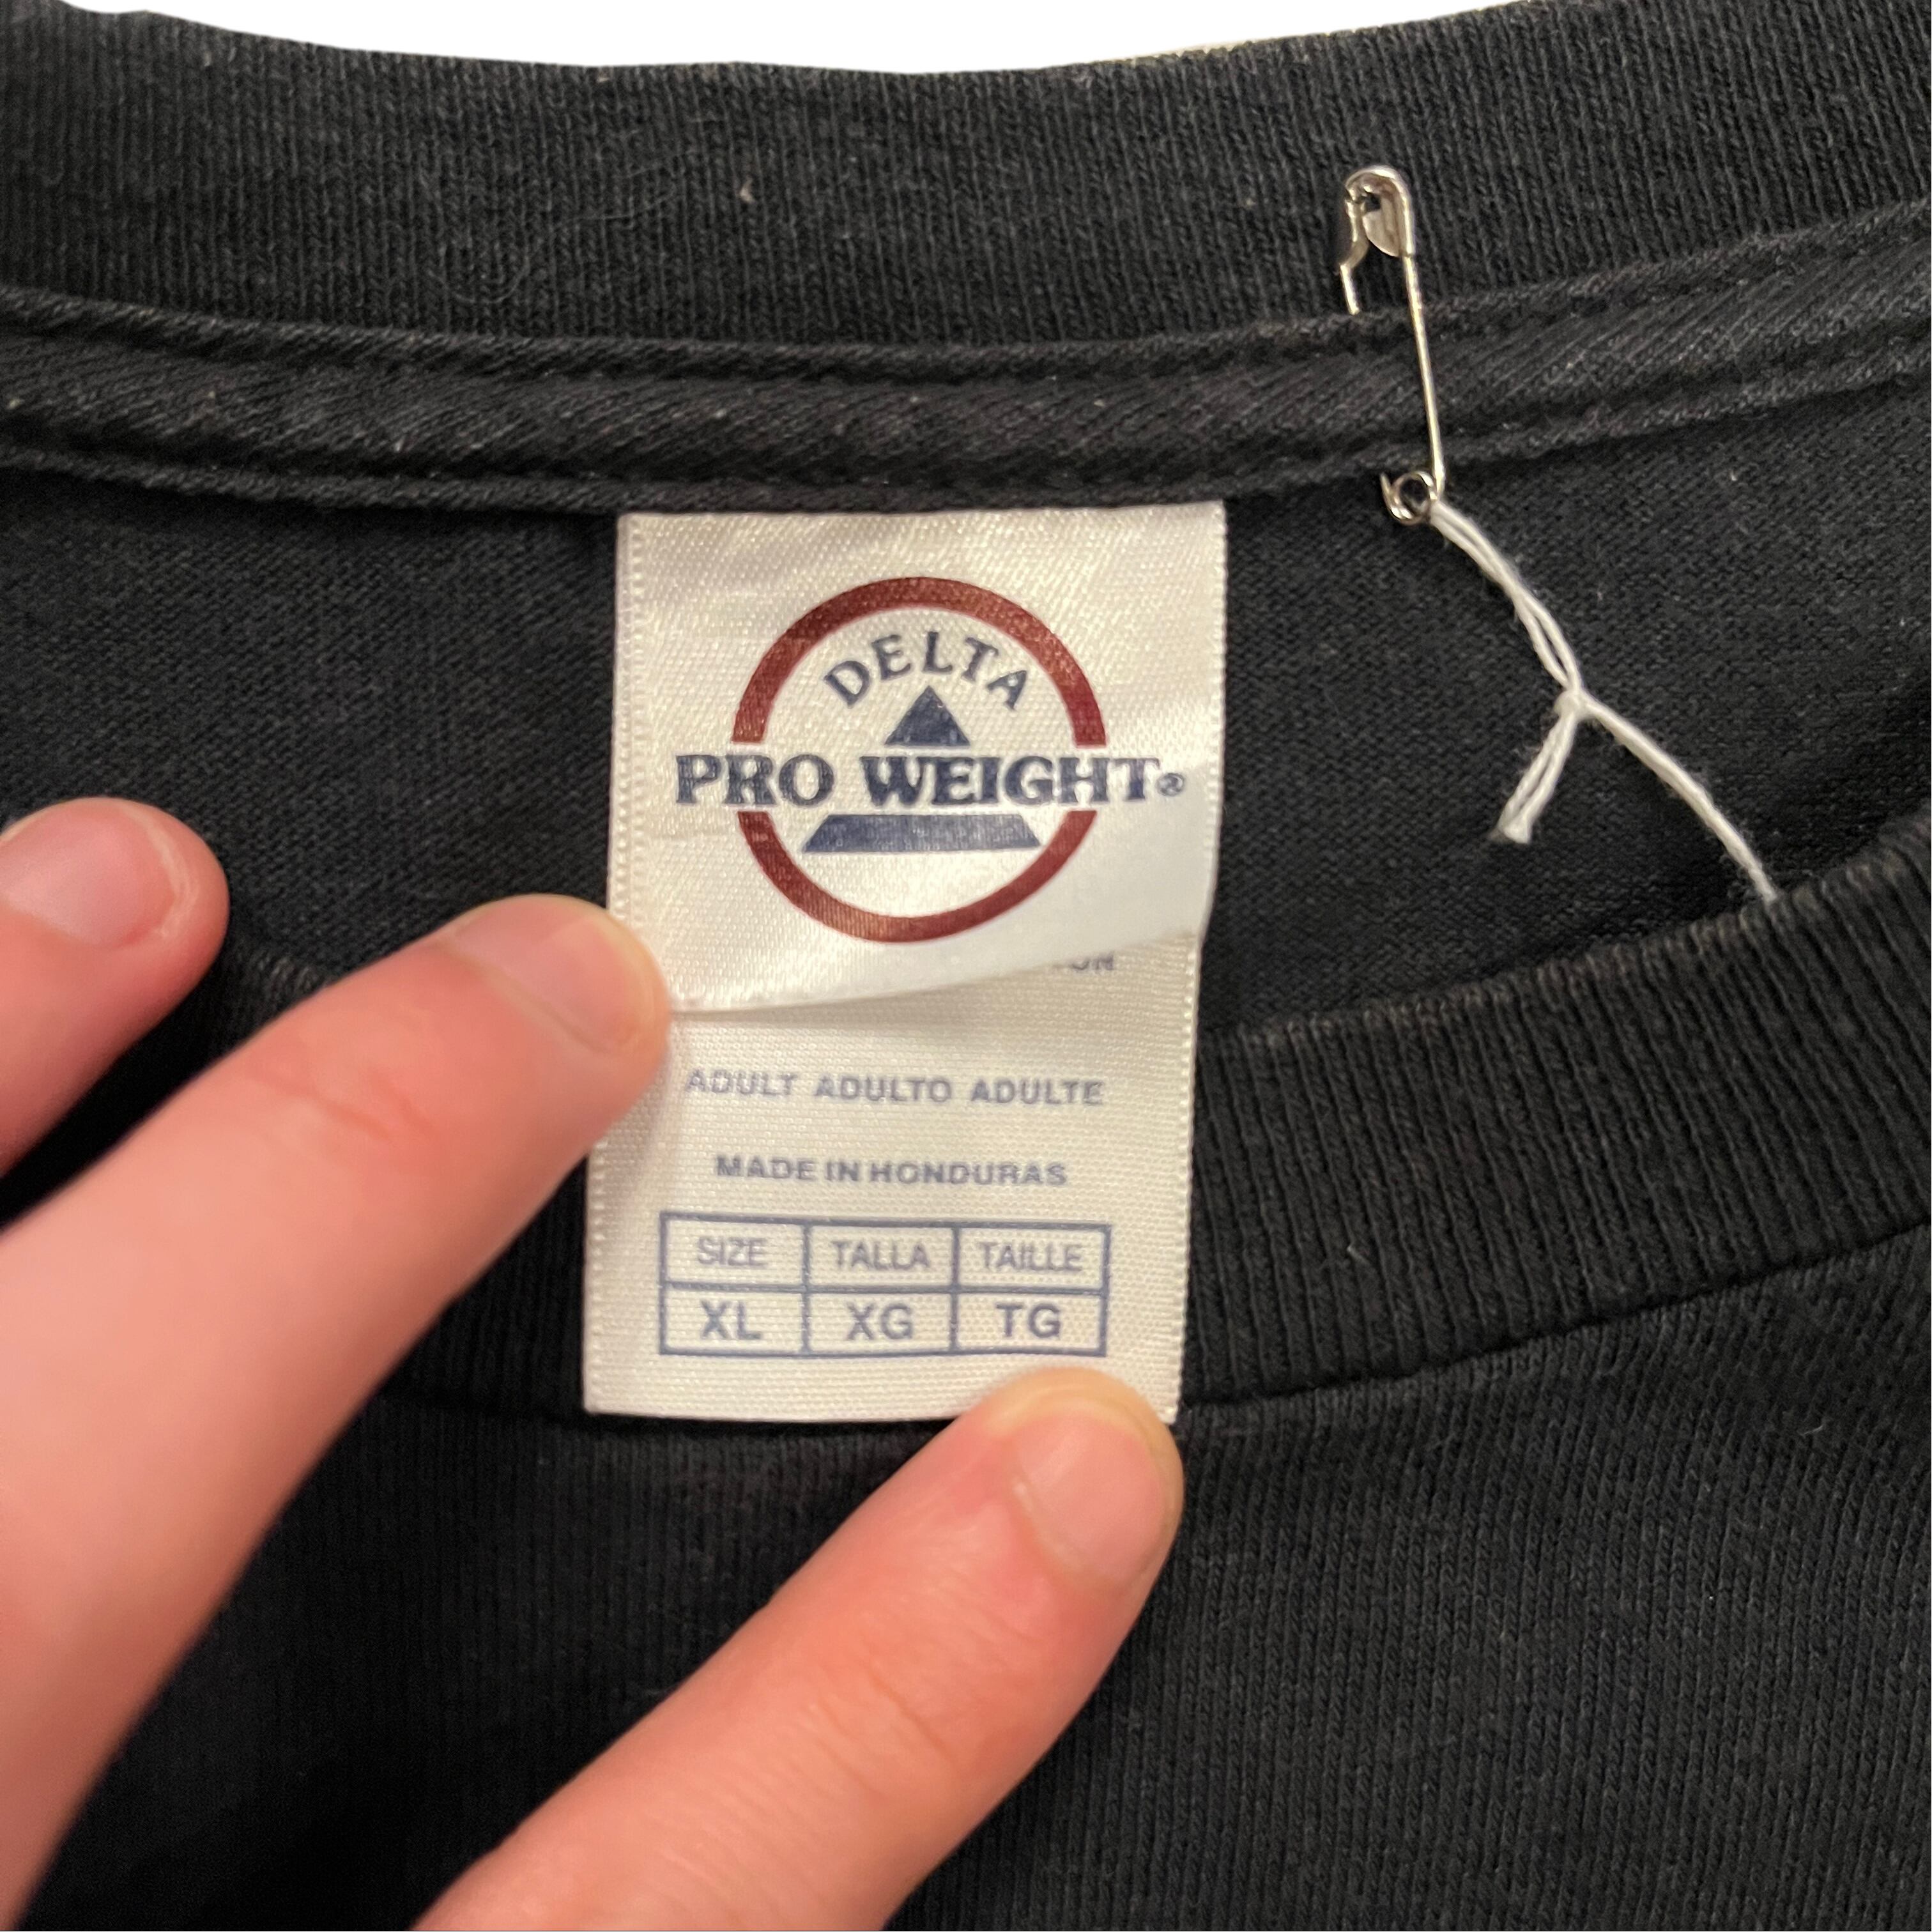 DELTA
PRO WEIGHT®
ADULT ADULTO ADULTE
MADE IN HONDURAS
SIZE TALLA TAILLE
XL XG TG